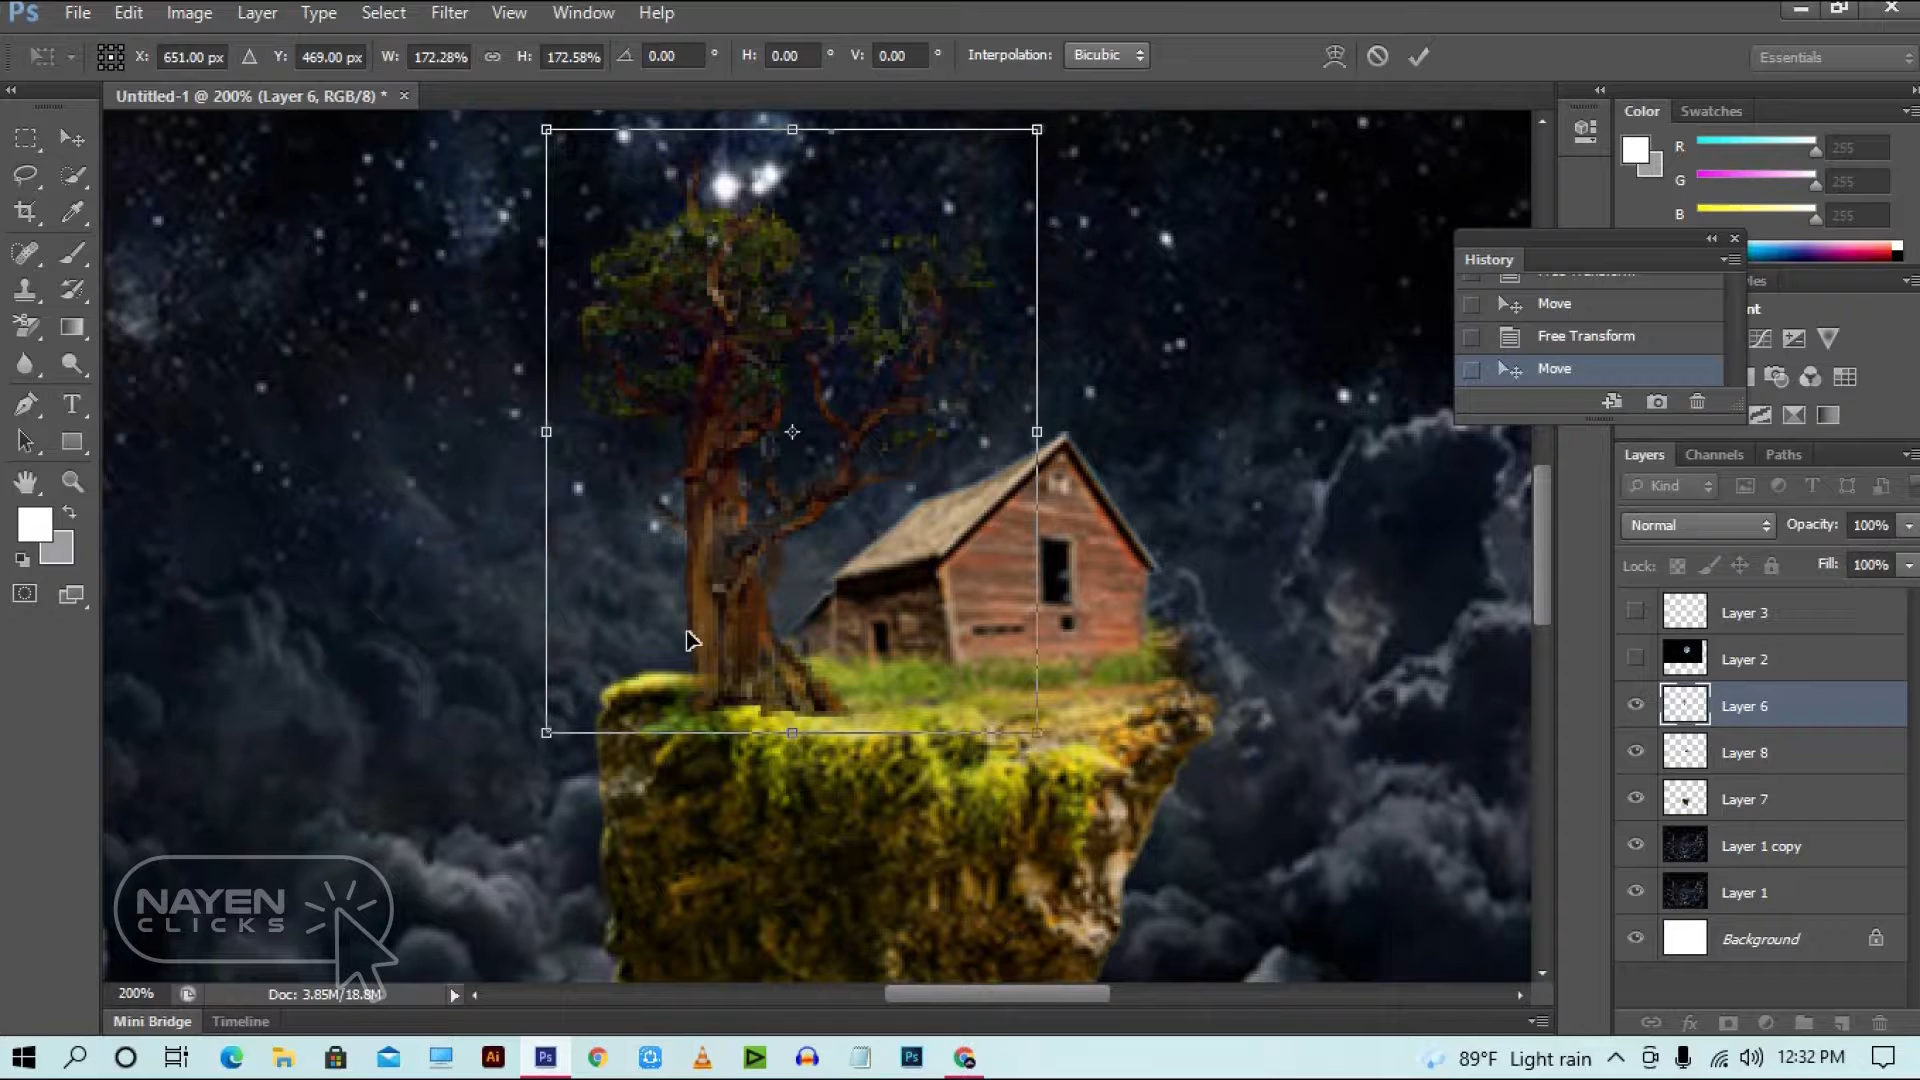 Ps File Edit Image Layer Type Select Filter View Window Help
X: 651.00 px Y: 469.00 px W: 172.28% H: 172.58% 0.00 ° H: 0.00 ° V: 0.00 ° Interpolation: Bicubic Essentials
Untitled-1 @ 200% (Layer 6, RGB/8) * ×
Color Swatches
R 255
G 255
B 255
History
Move
Free Transform
Move
Layers Channels Paths
Kind
Normal Opacity: 100%
Lock: Fill: 100%
Layer 3
Layer 2
Layer 6
Layer 8
Layer 7
Layer 1 copy
Layer 1
Background
NAYEN
CLICKS
200% Doc: 3.85M/18.8M
Mini Bridge Timeline
Ai Ps Ps 89°F Light rain 12:32 PM